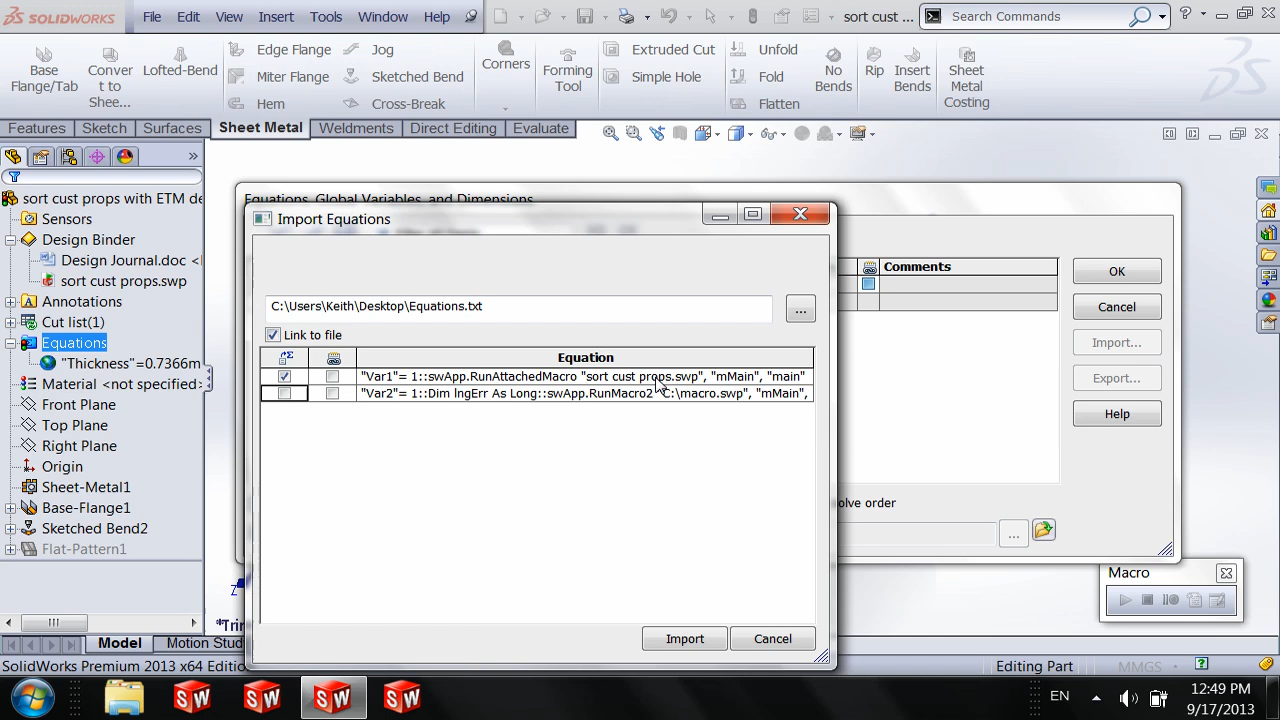 SOLIDWORKS File Edit View Insert Tools Window Help sort cust ... Search Commands ?
Base Flange/Tab
Conver t to Shee...
Lofted-Bend
Edge Flange
Miter Flange
Hem
Jog
Sketched Bend
Cross-Break
Corners
Forming Tool
Extruded Cut
Simple Hole
Unfold
Fold
Flatten
No Bends
Rip
Insert Bends
Sheet Metal Costing
Features Sketch Surfaces Sheet Metal Weldments Direct Editing Evaluate
sort cust props with ETM de
Sensors
Design Binder
Design Journal.doc <
sort cust props.swp
Annotations
Cut list(1)
Equations
"Thickness"=0.7366m
Material <not specified>
Front Plane
Top Plane
Right Plane
Origin
Sheet-Metal1
Base-Flange1
Sketched Bend2
Flat-Pattern1
Equations, Global Variables, and Dimensions
Import Equations
C:\Users\Keith\Desktop\Equations.txt
...
Link to file
Equation
"Var1"= 1::swApp.RunAttachedMacro "sort cust props.swp", "mMain", "main"
"Var2"= 1::Dim lngErr As Long::swApp.RunMacro2 "C:\macro.swp", "mMain",
Import Cancel
Comments
OK
Cancel
Import...
Export...
Help
olve order
...
Macro
*Trin
Model Motion Stud
SolidWorks Premium 2013 x64 Edition
Editing Part
MMGS
?
EN
12:49 PM
9/17/2013